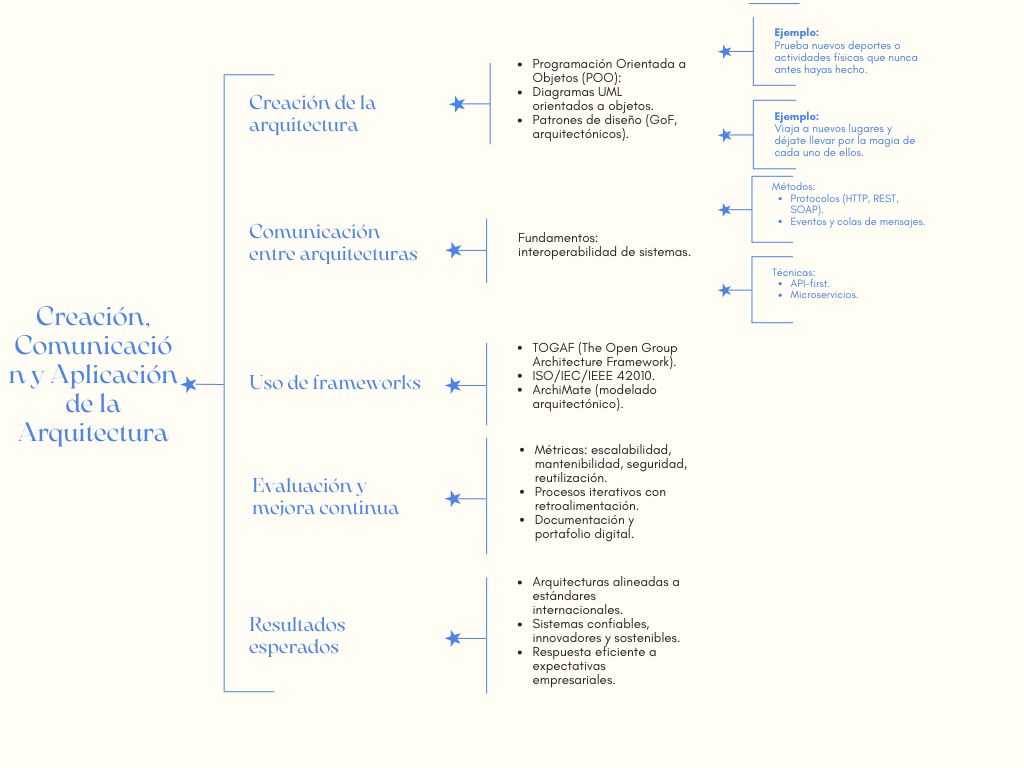 Creación,
Comunicació
n y Aplicación
de la
Arquitectura
Creación de la
arquitectura
• Programación Orientada a
Objetos (POO):
• Diagramas UML
orientados a objetos.
• Patrones de diseño (GoF,
arquitectónicos).
Ejemplo:
Prueba nuevos deportes o
actividades físicas que nunca
antes hayas hecho.
Ejemplo:
Viaja a nuevos lugares y
déjate llevar por la magia de
cada uno de ellos.
Comunicación
entre arquitecturas
Fundamentos:
interoperabilidad de sistemas.
Métodos:
• Protocolos (HTTP, REST,
SOAP).
• Eventos y colas de mensajes.
Técnicas:
• API-first.
• Microservicios.
Uso de frameworks
• TOGAF (The Open Group
Architecture Framework).
• ISO/IEC/IEEE 42010.
• ArchiMate (modelado
arquitectónico).
Evaluación y
mejora continua
• Métricas: escalabilidad,
mantenibilidad, seguridad,
reutilización.
• Procesos iterativos con
retroalimentación.
• Documentación y
portafolio digital.
Resultados
esperados
• Arquitecturas alineadas a
estándares
internacionales.
• Sistemas confiables,
innovadores y sostenibles.
• Respuesta eficiente a
expectativas
empresariales.